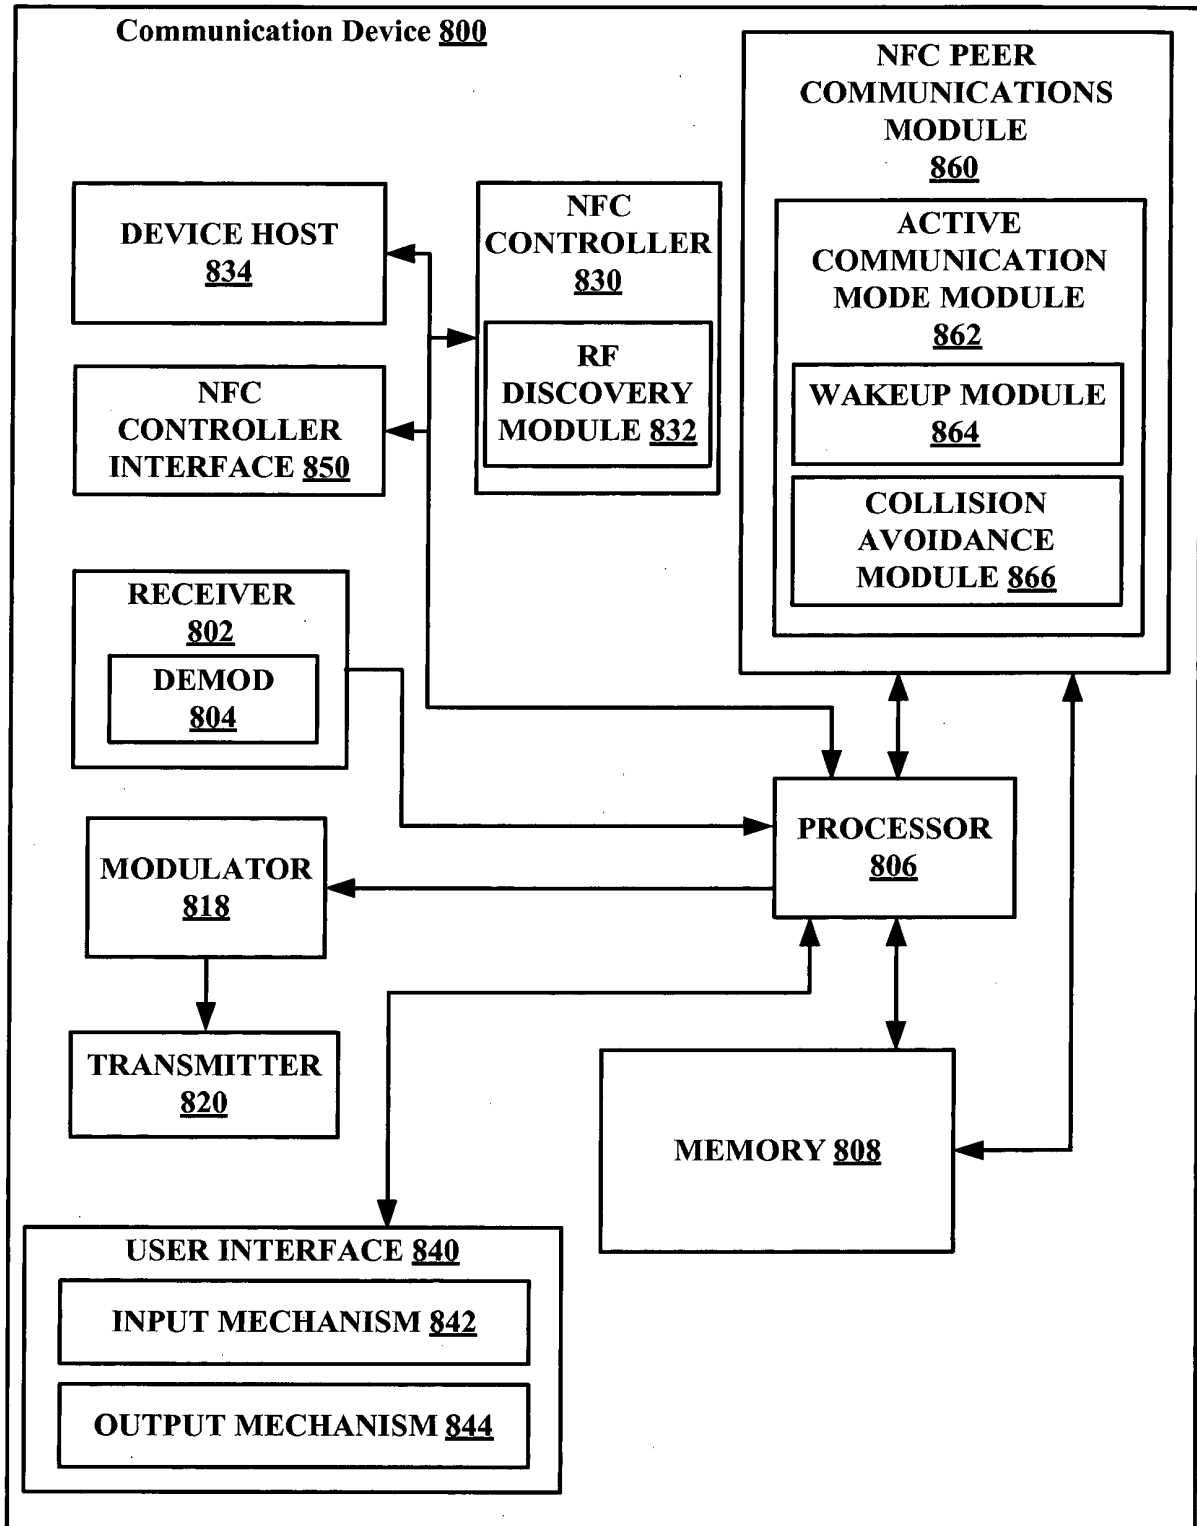 Communication Device 800
NFC PEER
COMMUNICATIONS
MODULE
860
ACTIVE
COMMUNICATION
MODE MODULE
862
WAKEUP MODULE
864
COLLISION
AVOIDANCE
MODULE 866
DEVICE HOST
834
NFC
CONTROLLER
830
RF
DISCOVERY
MODULE 832
NFC
CONTROLLER
INTERFACE 850
RECEIVER
802
DEMOD
804
PROCESSOR
806
MODULATOR
818
TRANSMITTER
820
MEMORY 808
USER INTERFACE 840
INPUT MECHANISM 842
OUTPUT MECHANISM 844